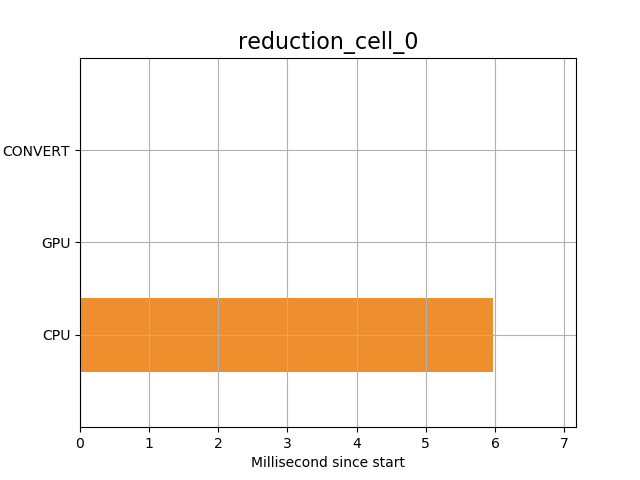 reduction_cell_0
CONVERT
GPU
CPU
0 1 2 3 4 5 6 7
Millisecond since start